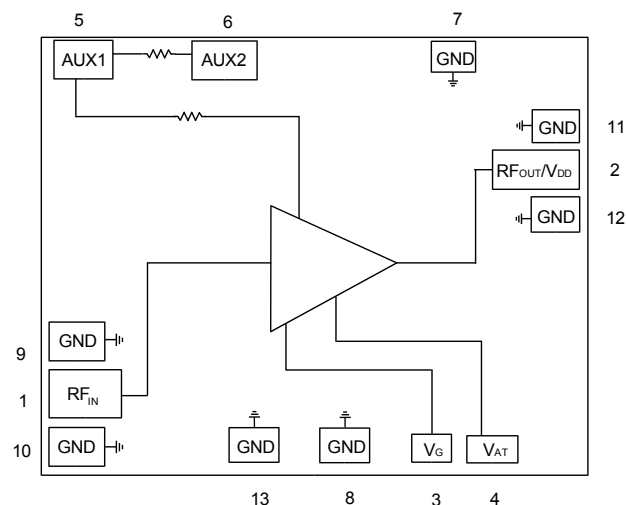 5
6
7
AUX1
AUX2
GND
GND
11
RFOUT/VDD
2
GND
12
9
GND
1
RFIN
10
GND
GND
GND
VG
VAT
13
8
3
4